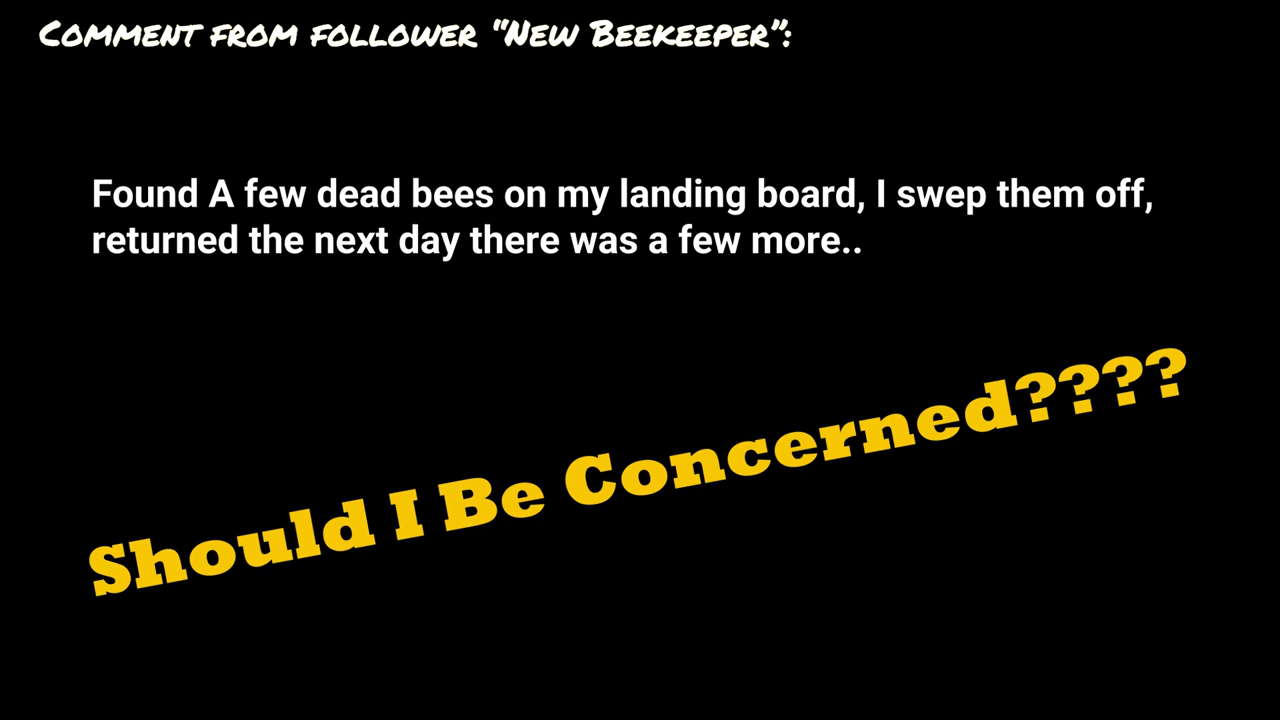 Comment from follower “New Beekeeper”:
Found A few dead bees on my landing board, I swep them off,
returned the next day there was a few more..
Should I Be Concerned????